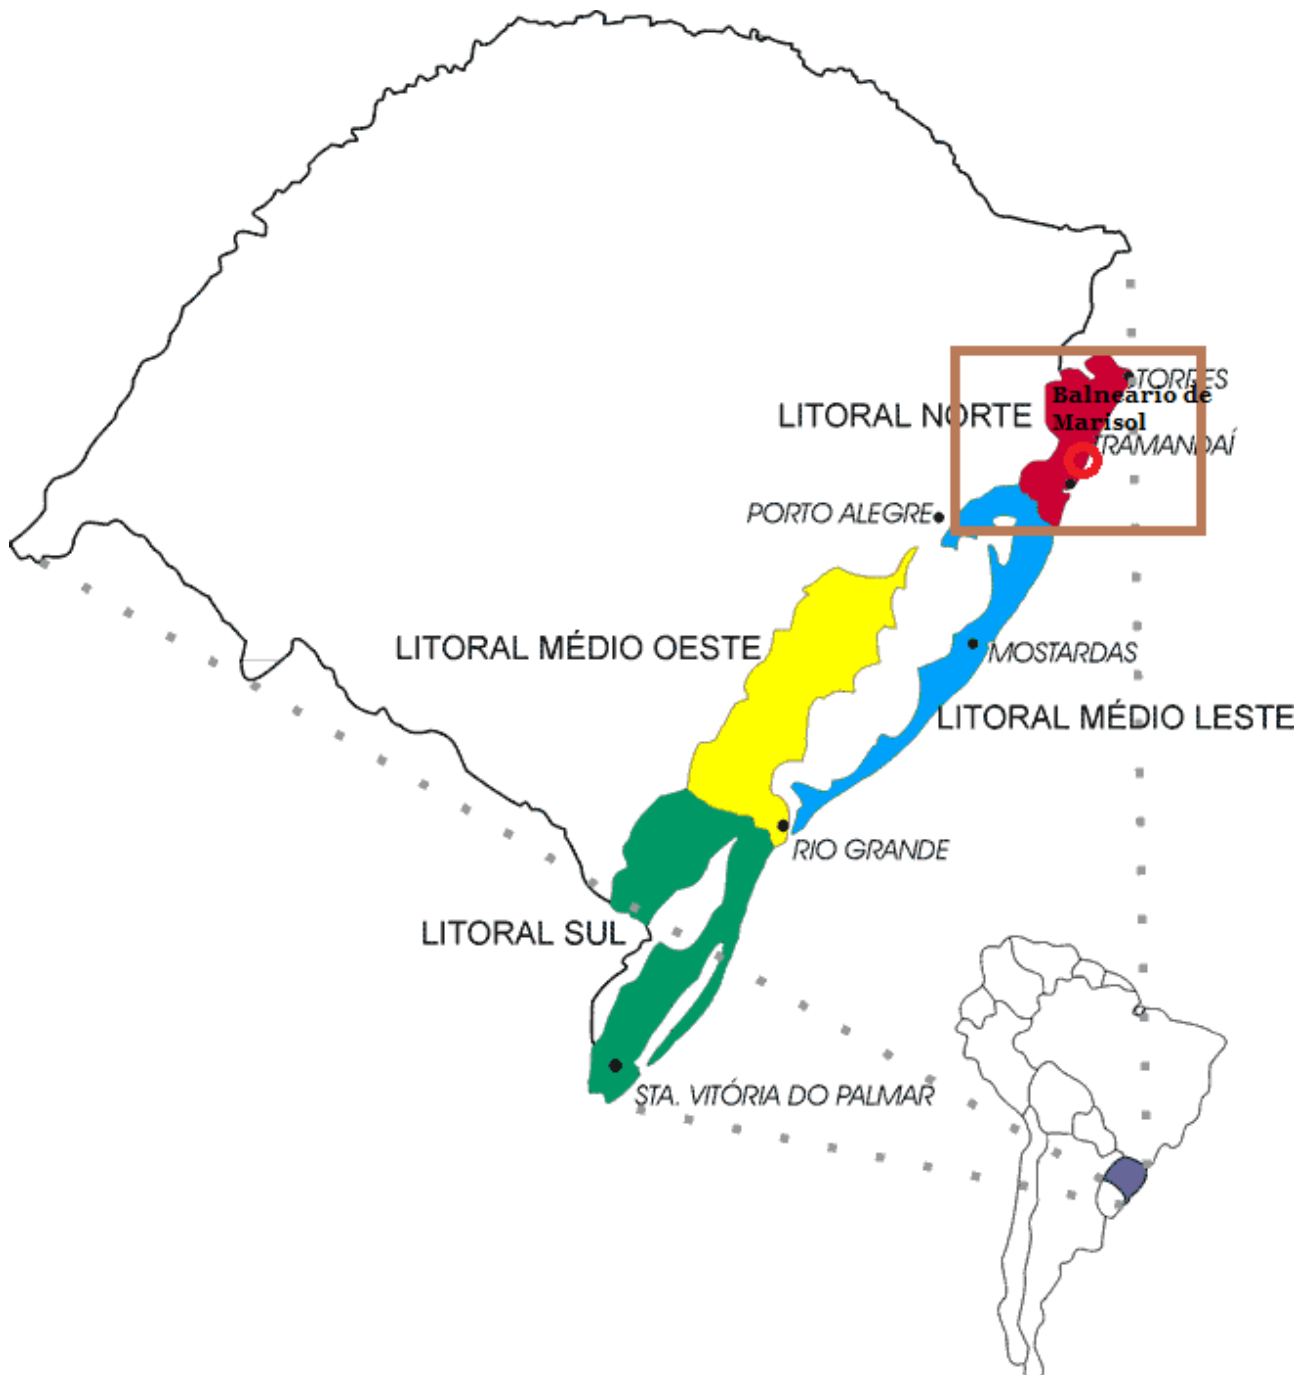 TORRES
Balneário de
Marisol
LITORAL NORTE
TRAMANDAÍ
PORTO ALEGRE
LITORAL MÉDIO OESTE
MOSTARDAS
LITORAL MÉDIO LESTE
RIO GRANDE
LITORAL SUL
STA. VITÓRIA DO PALMAR